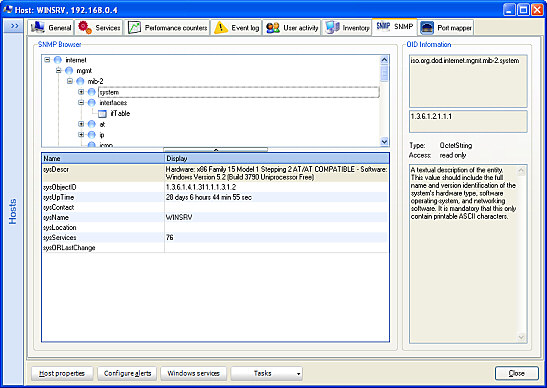 Host: WINSRV, 192.168.0.4
>> General Services Performance counters Event log User activity Inventory SNMP SNMP Port mapper
Hosts
SNMP Browser
internet
mgmt
mib-2
system
interfaces
ifTable
at
ip
icmp
Name Display
sysDescr Hardware: x86 Family 15 Model 1 Stepping 2 AT/AT COMPATIBLE - Software:
Windows Version 5.2 (Build 3790 Uniprocessor Free)
sysObjectID 1.3.6.1.4.1.311.1.1.3.1.2
sysUpTime 28 days 6 hours 44 min 55 sec
sysContact
sysName WINSRV
sysLocation
sysServices 76
sysORLastChange
OID Information
iso.org.dod.internet.mgmt.mib-2.system
1.3.6.1.2.1.1.1
Type: OctetString
Access: read only
A textual description of the entity.
This value should include the full
name and version identification of the
system's hardware type, software
operating system, and networking
software. It is mandatory that this only
contain printable ASCII characters.
Host properties Configure alerts Windows services Tasks Close